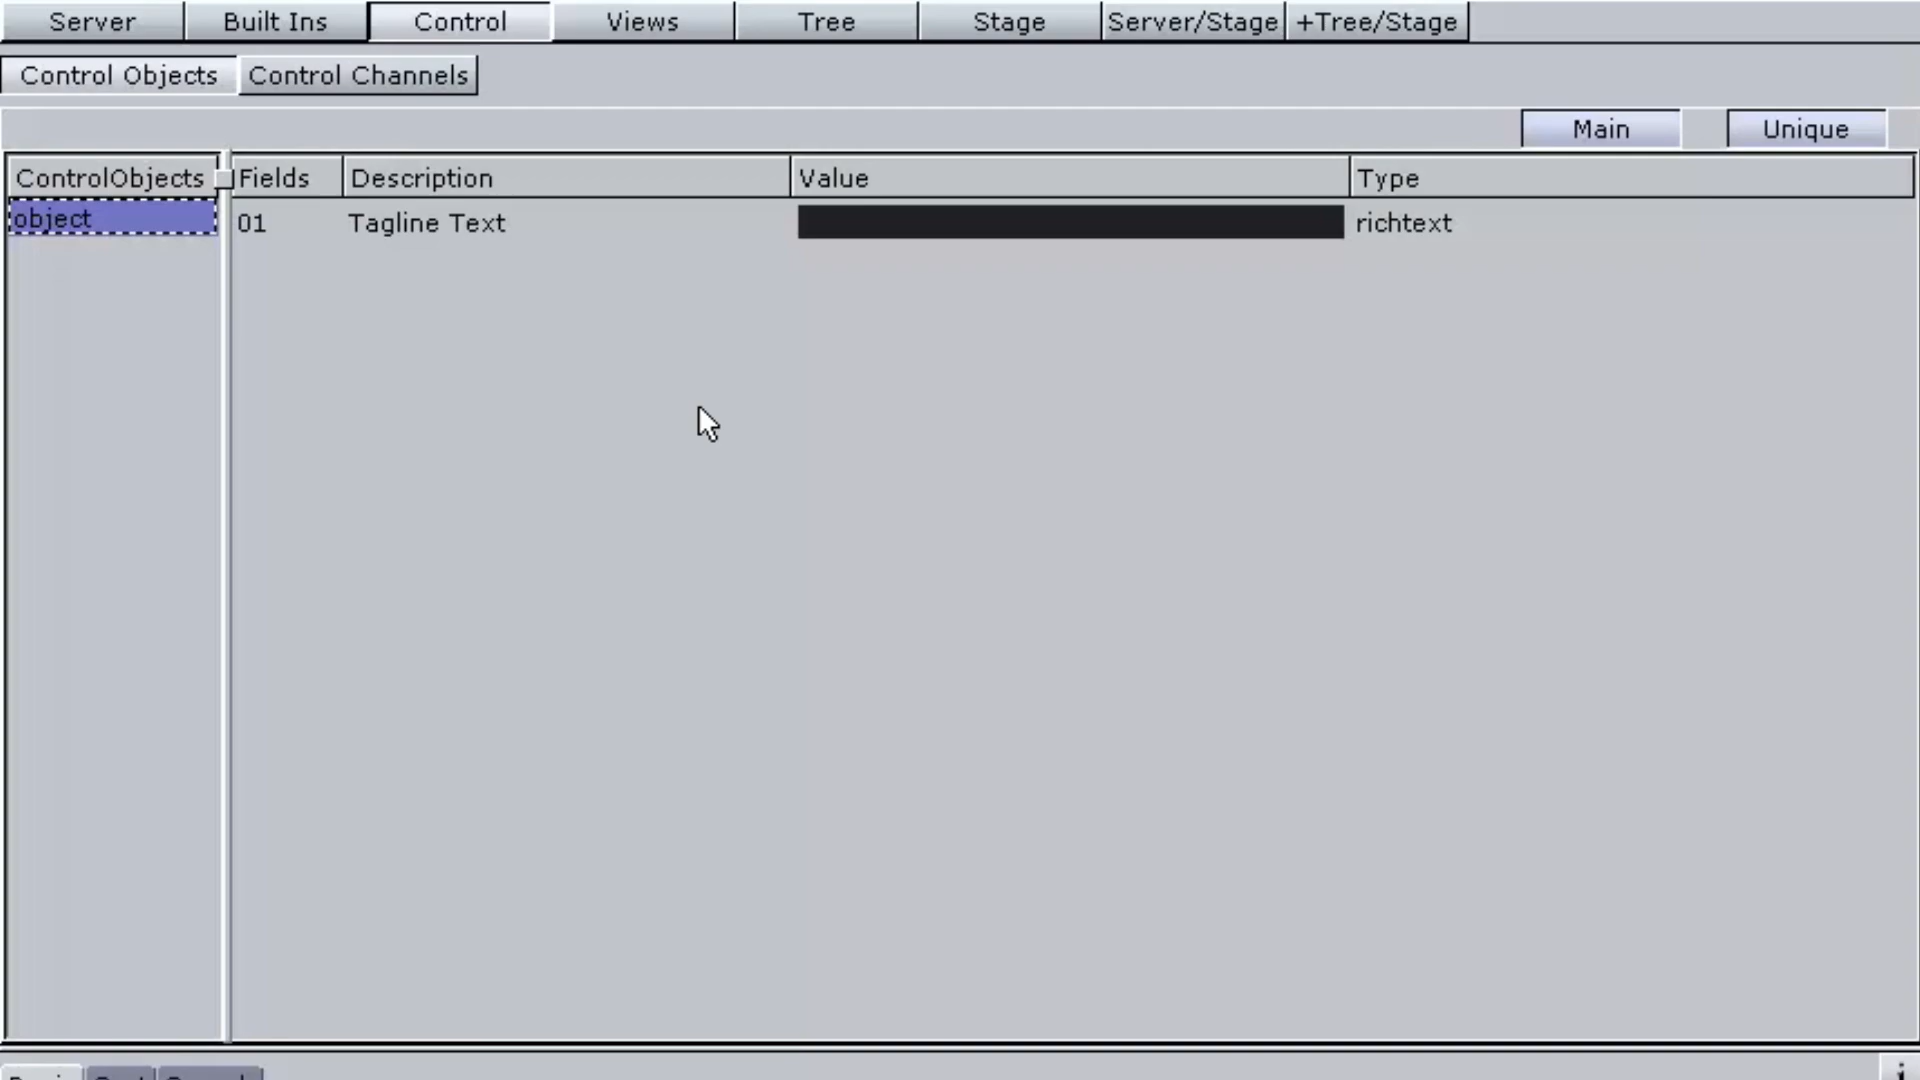 Server Built Ins Control Views Tree Stage Server/Stage +Tree/Stage
Control Objects Control Channels
Main Unique
ControlObjects Fields Description Value Type
object 01 Tagline Text richtext